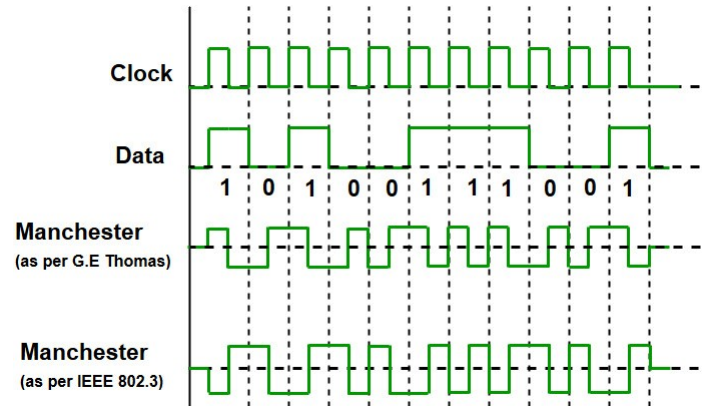 Clock
Data
1 0 1 0 0 1 1 1 0 0 1
Manchester
(as per G.E Thomas)
Manchester
(as per IEEE 802.3)